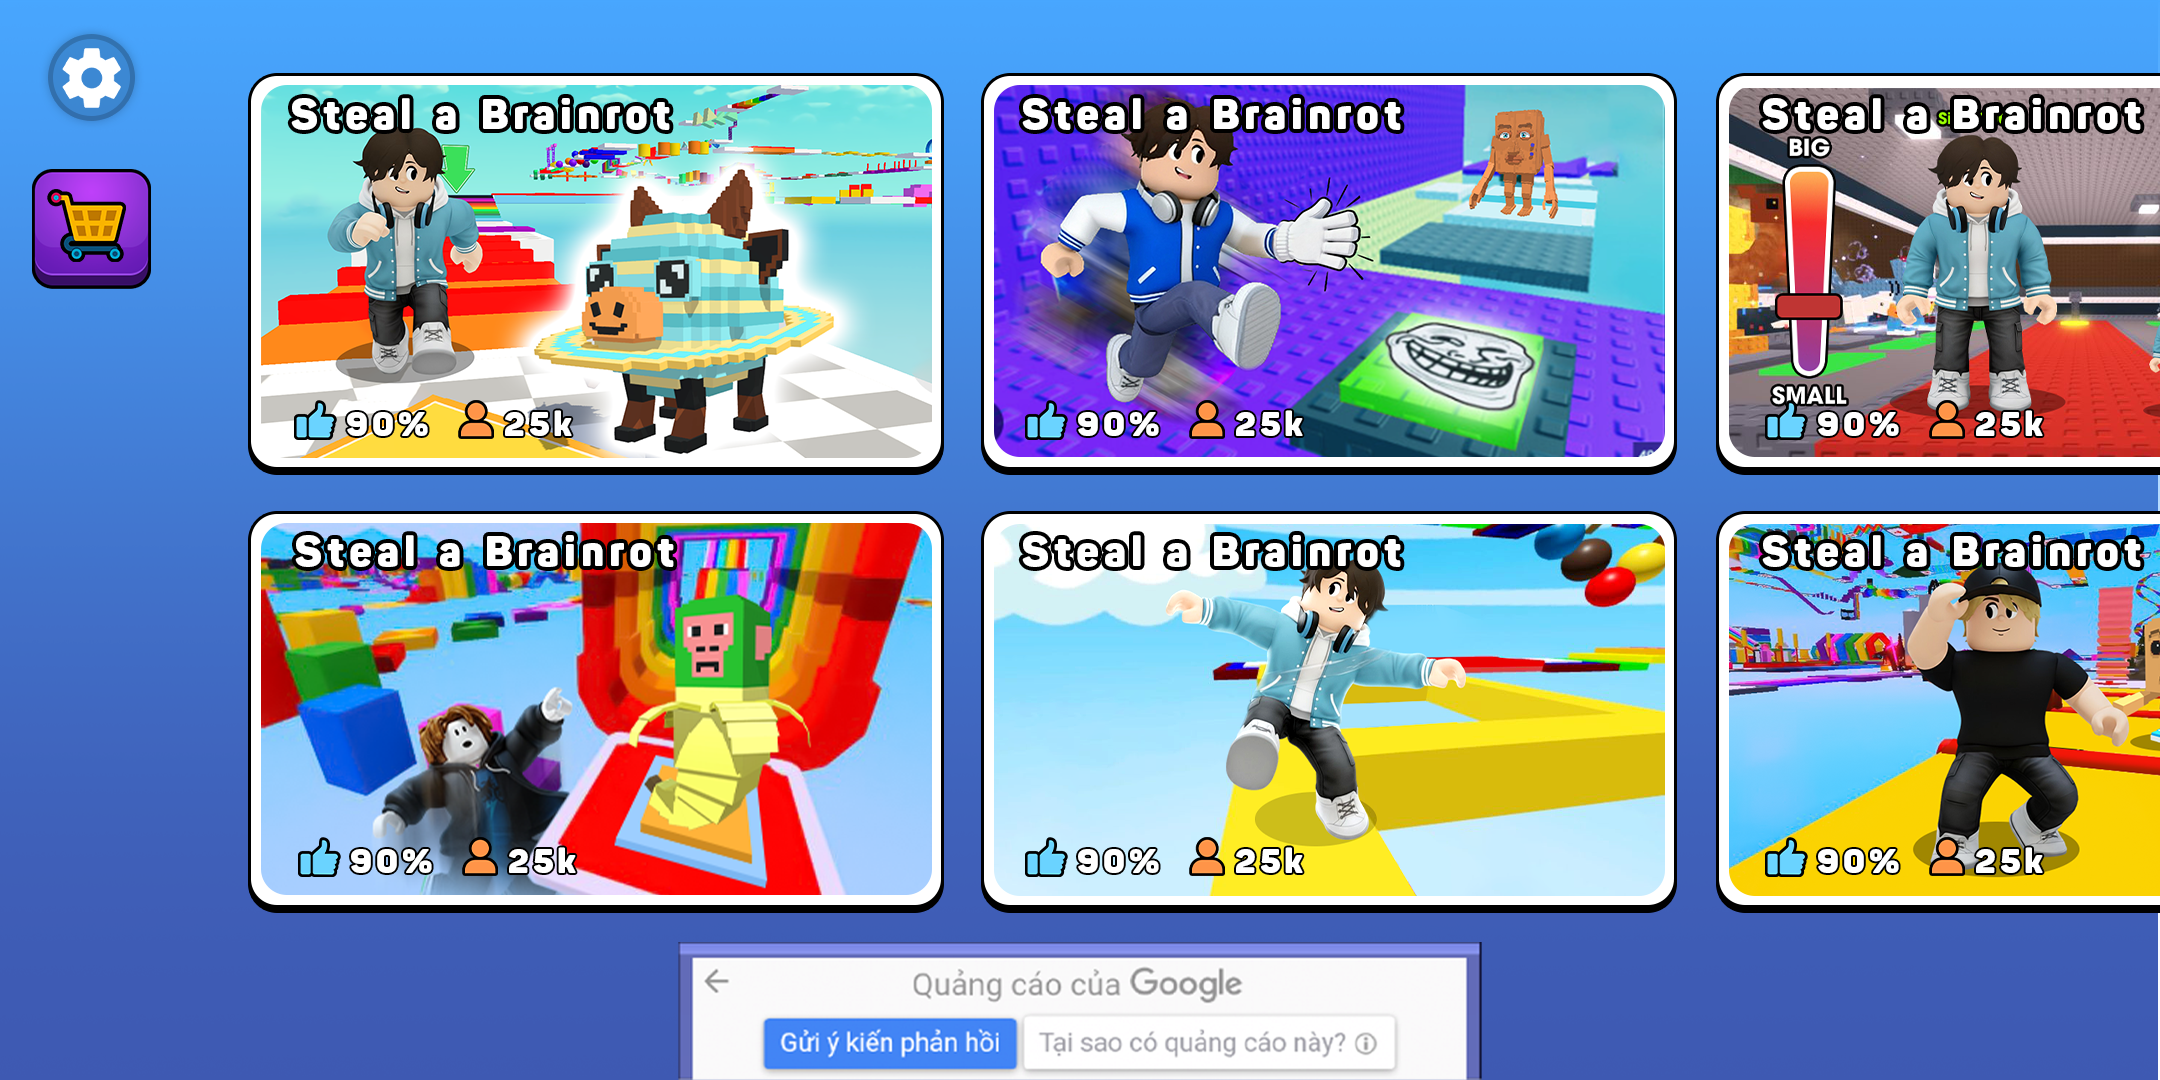 Steal a Brainrot
90% 25k
Steal a Brainrot
90% 25k
Steal a Brainrot
BIG
SMALL
90% 25k
Steal a Brainrot
90% 25k
Steal a Brainrot
90% 25k
Steal a Brainrot
90% 25k
Quảng cáo của Google
Gửi ý kiến phản hồi
Tại sao có quảng cáo này?